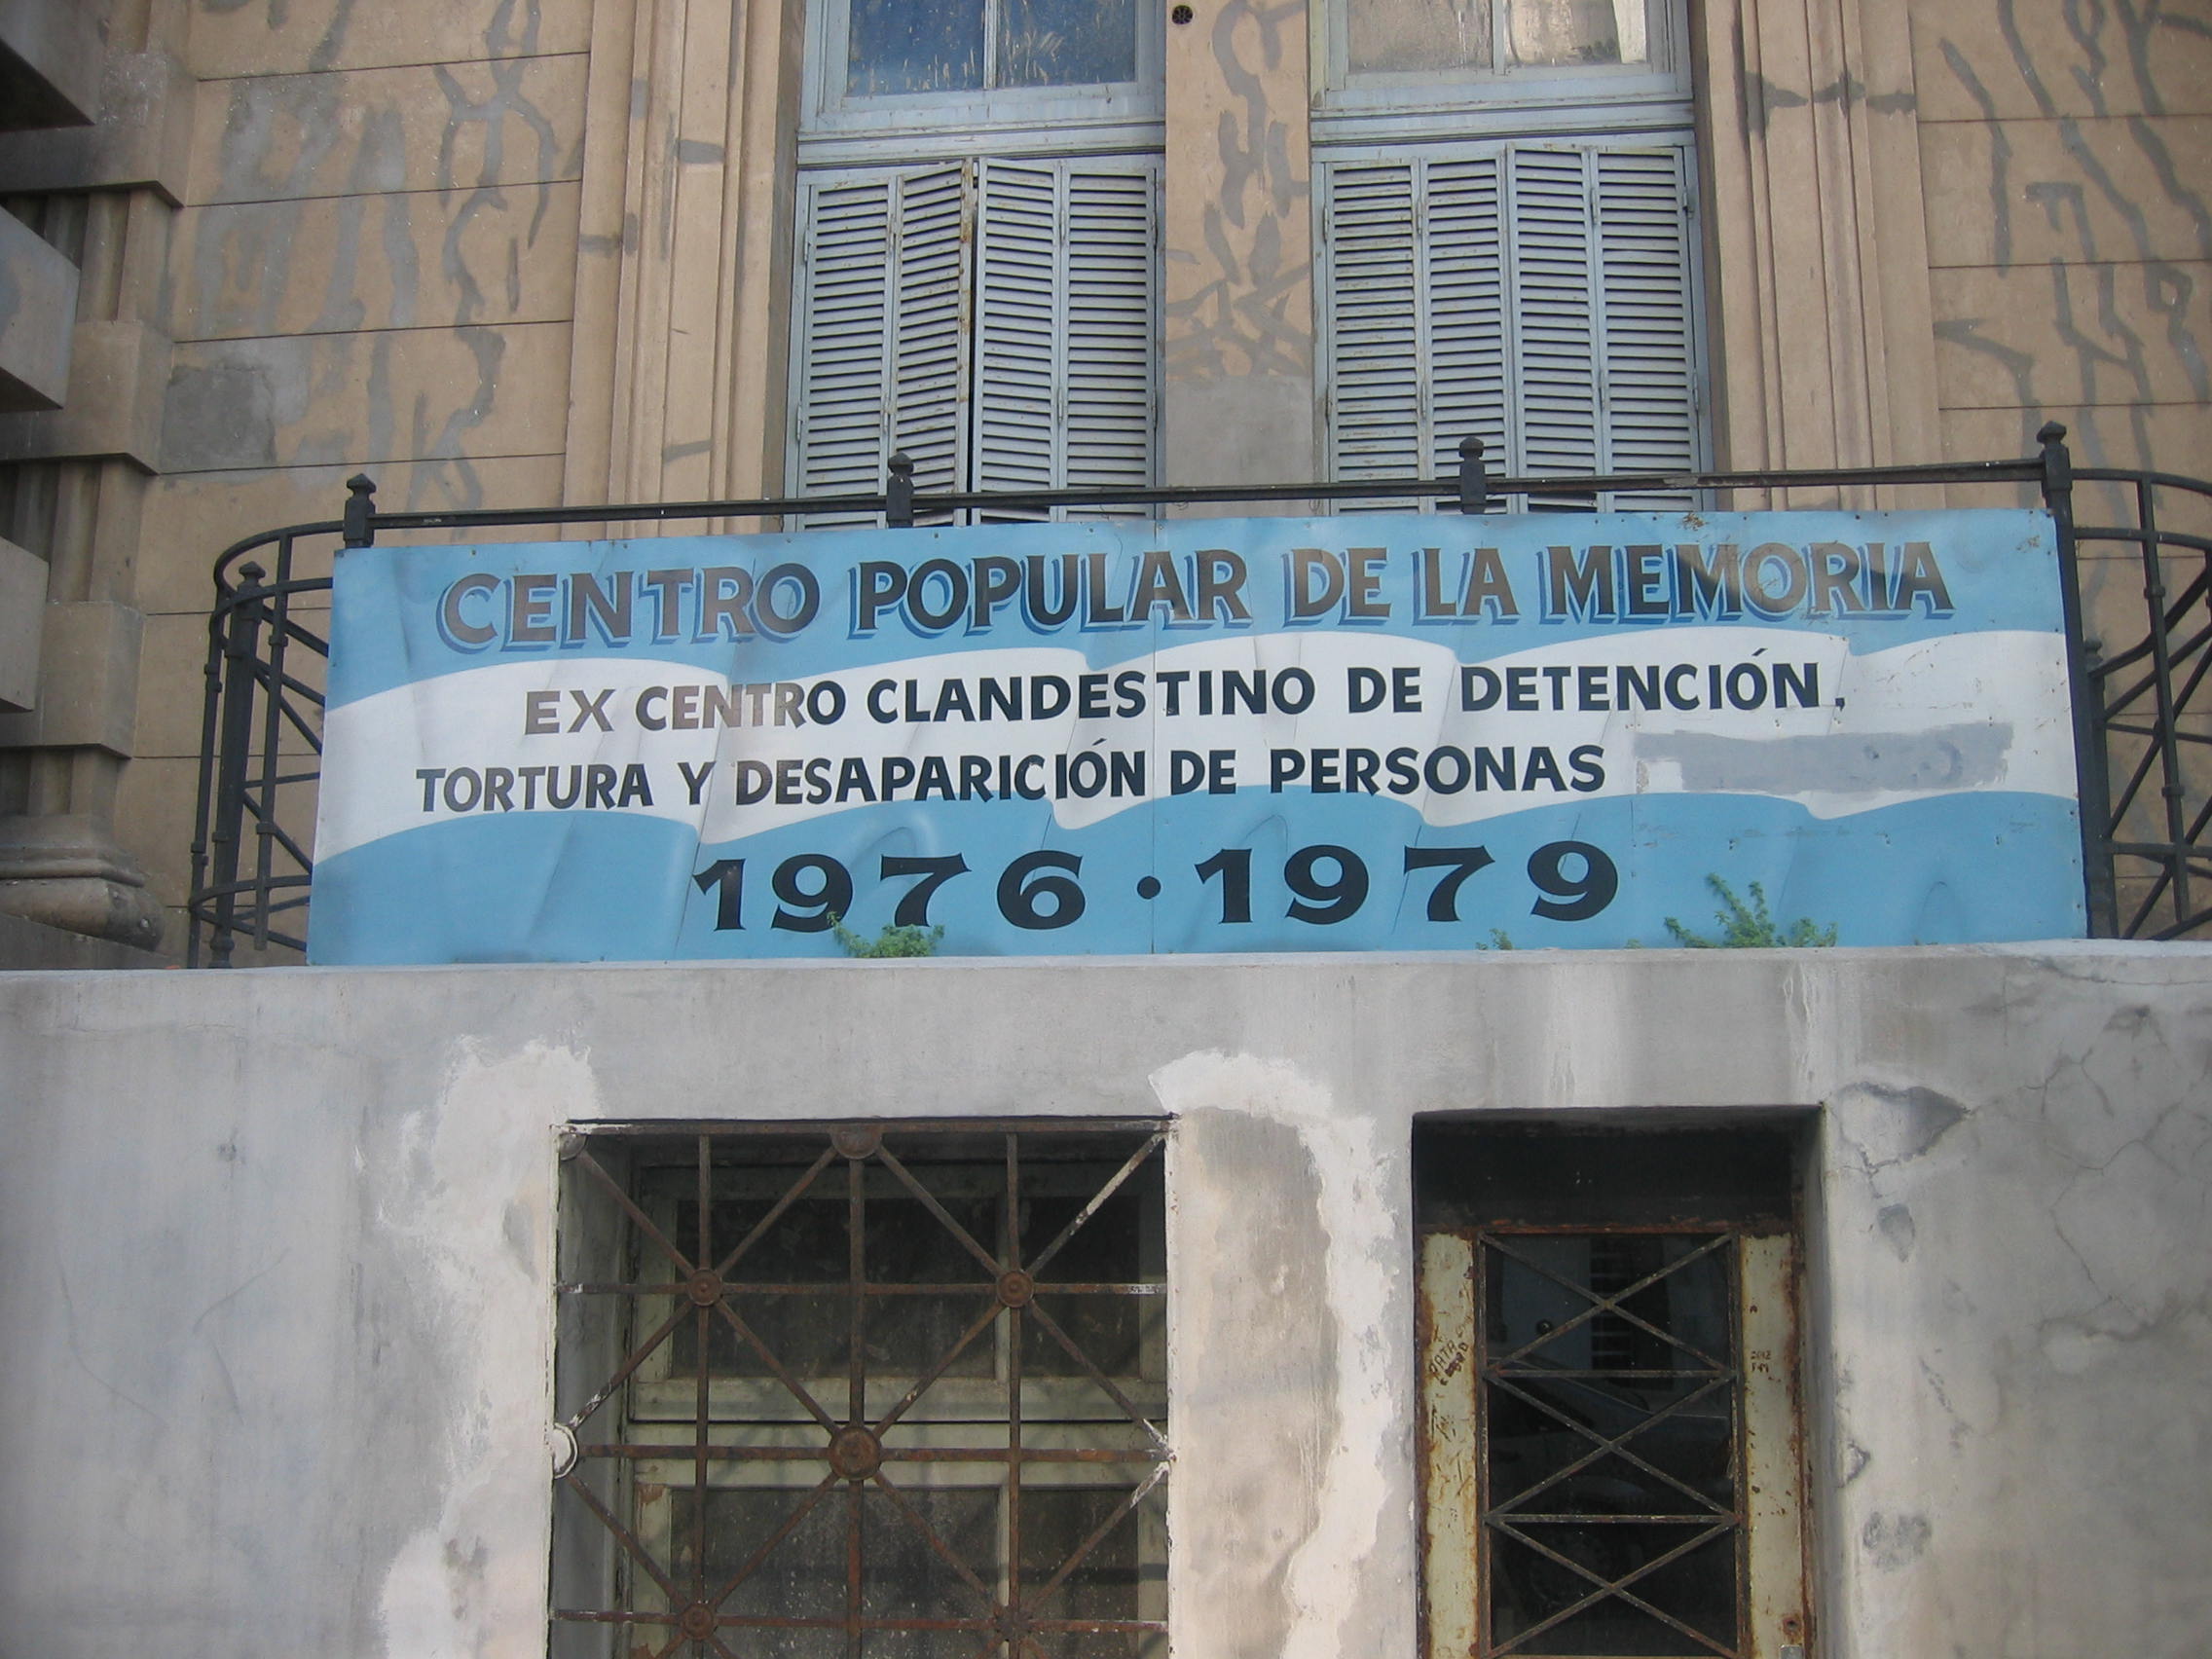 CENTRO POPULAR DE LA MEMORIA
EX CENTRO CLANDESTINO DE DETENCIÓN,
TORTURA Y DESAPARICIÓN DE PERSONAS
1976 · 1979